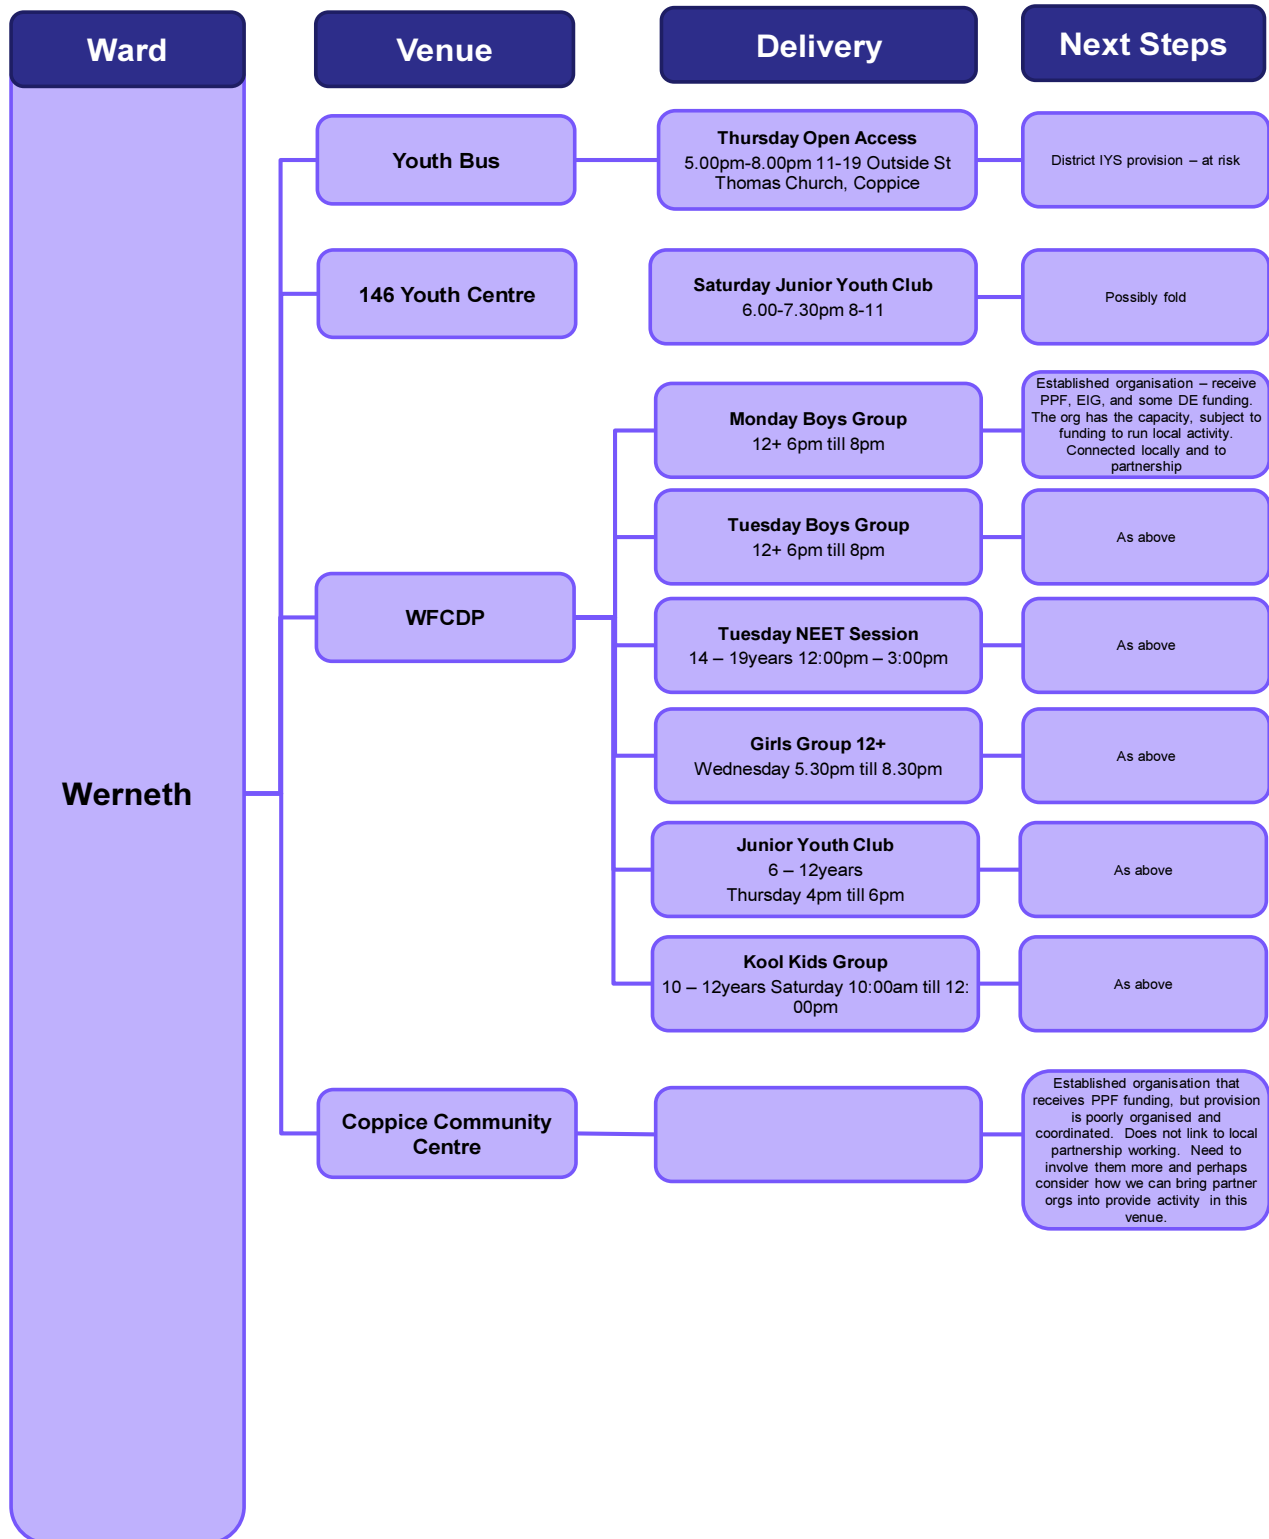 Ward
Venue
Delivery
Next Steps
Werneth
Youth Bus
Thursday Open Access
5.00pm-8.00pm 11-19 Outside St
Thomas Church, Coppice
District IYS provision – at risk
146 Youth Centre
Saturday Junior Youth Club
6.00-7.30pm 8-11
Possibly fold
WFCDP
Monday Boys Group
12+ 6pm till 8pm
Established organisation – receive
PPF, EIG, and some DE funding.
The org has the capacity, subject to
funding to run local activity.
Connected locally and to
partnership
Tuesday Boys Group
12+ 6pm till 8pm
As above
Tuesday NEET Session
14 – 19years 12:00pm – 3:00pm
As above
Girls Group 12+
Wednesday 5.30pm till 8.30pm
As above
Junior Youth Club
6 – 12years
Thursday 4pm till 6pm
As above
Kool Kids Group
10 – 12years Saturday 10:00am till 12:
00pm
As above
Coppice Community
Centre
Established organisation that
receives PPF funding, but provision
is poorly organised and
coordinated. Does not link to local
partnership working. Need to
involve them more and perhaps
consider how we can bring partner
orgs into provide activity in this
venue.